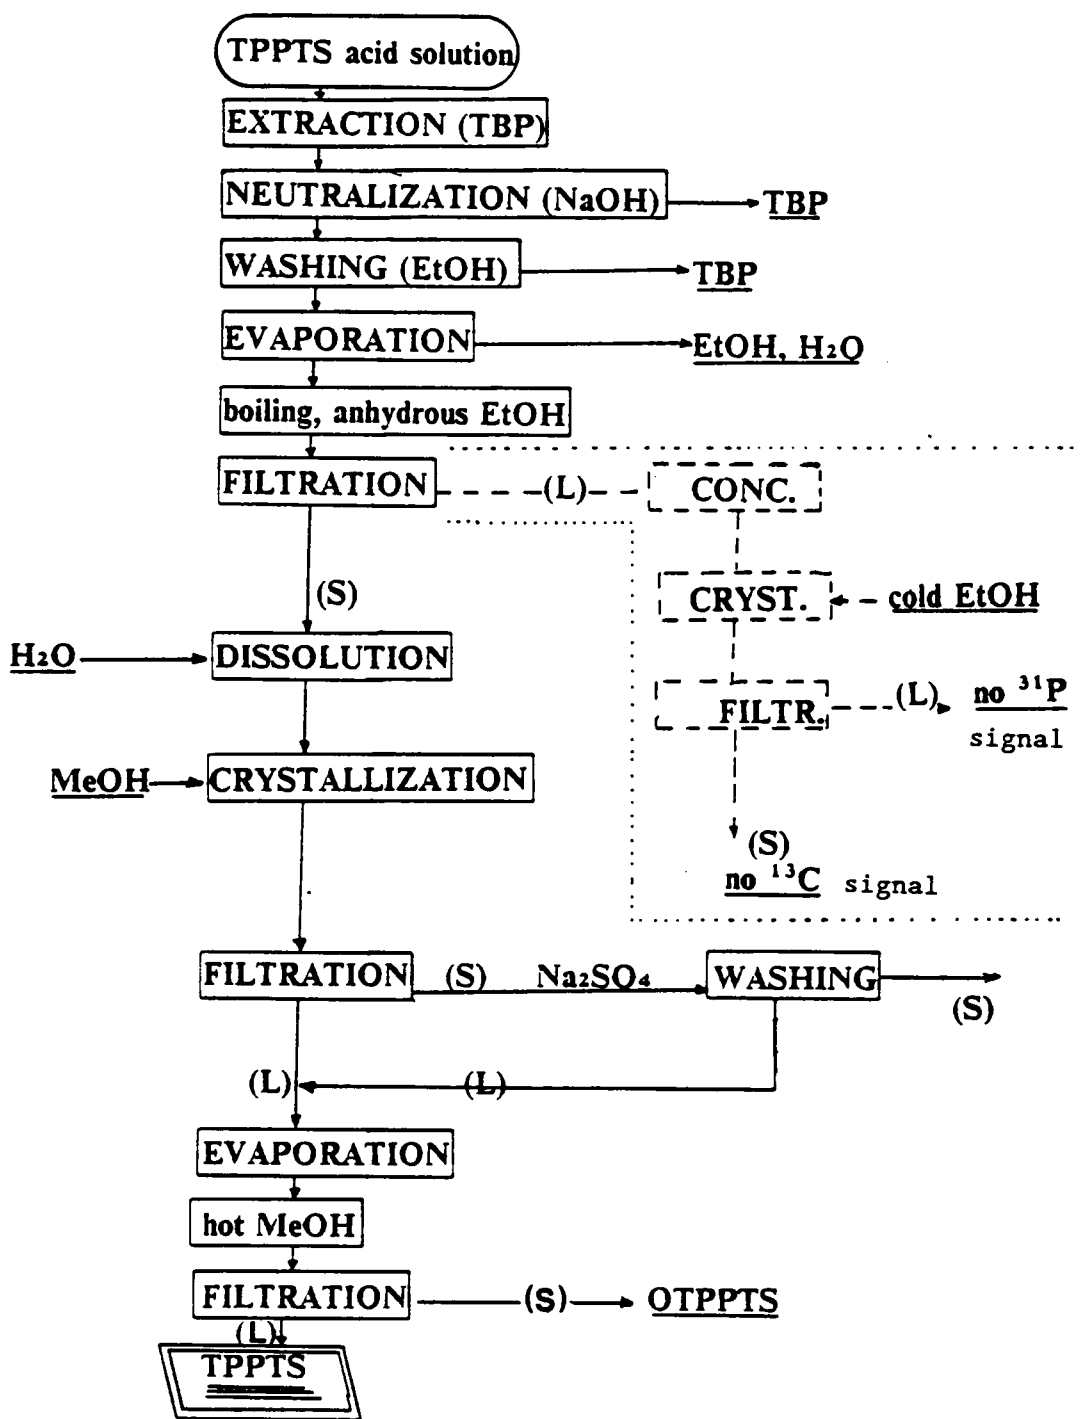 TPPTS acid solution
EXTRACTION (TBP)
NEUTRALIZATION (NaOH)
TBP
WASHING (EtOH)
TBP
EVAPORATION
EtOH, H₂O
boiling, anhydrous EtOH
FILTRATION
(L)
CONC.
(S)
CRYST.
cold EtOH
H₂O
DISSOLUTION
FILTR.
(L)
no ³¹P
signal
MeOH
CRYSTALLIZATION
(S)
no ¹³C signal
FILTRATION
(S)
Na₂SO₄
WASHING
(S)
(L)
(L)
EVAPORATION
hot MeOH
FILTRATION
(S)
OTPPTS
(L)
TPPTS